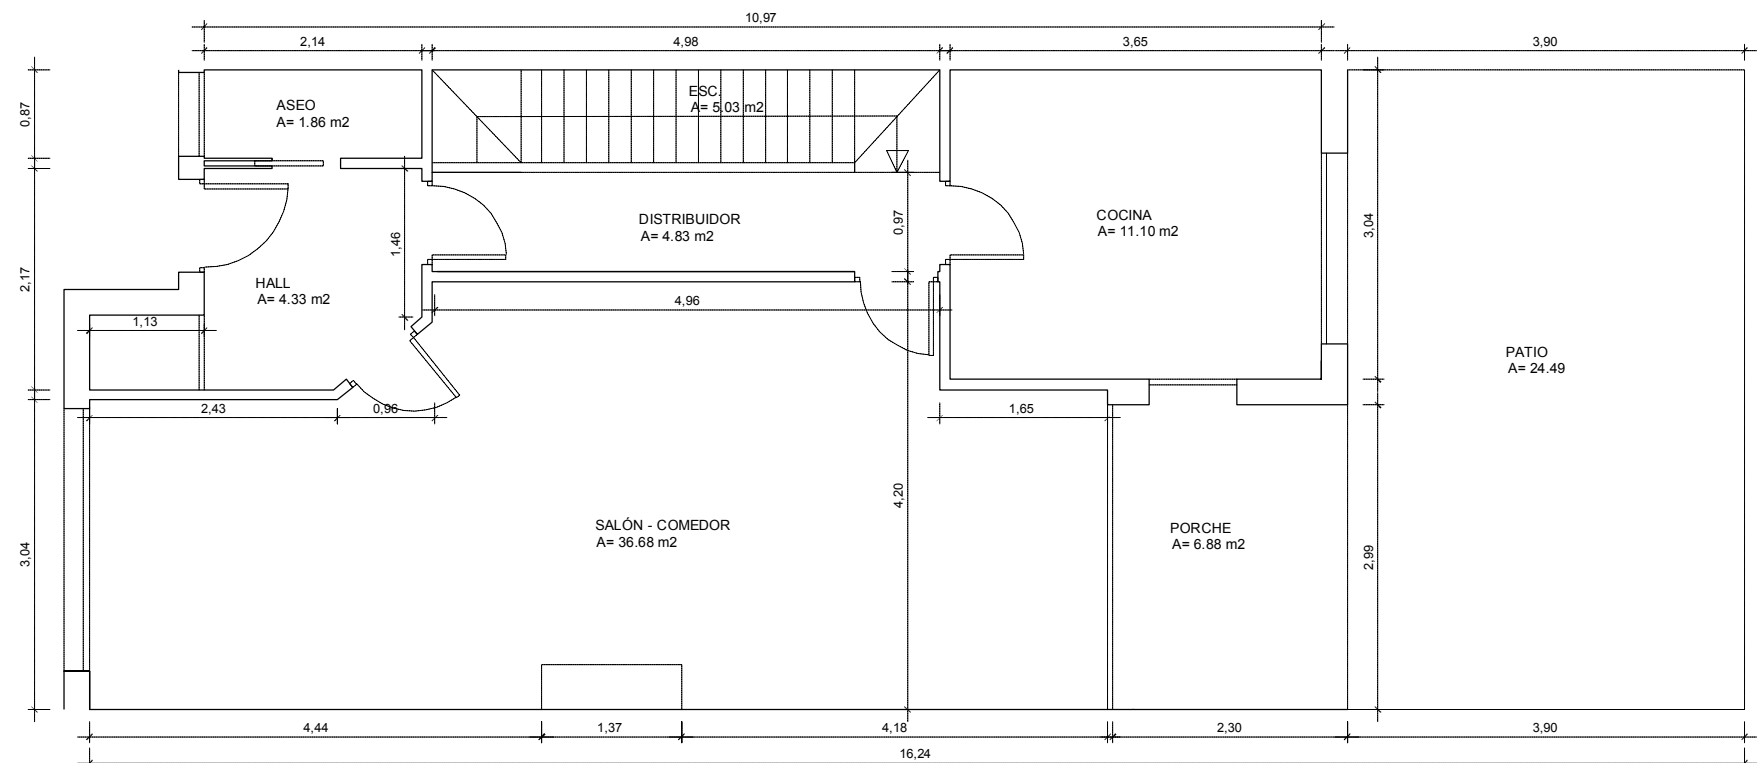 10,97
2,14
4,98
3,65
3,90
0,87
ASEO
A= 1.86 m2
ESC.
A= 5.03 m2
2,17
1,46
DISTRIBUIDOR
A= 4.83 m2
0,97
COCINA
A= 11.10 m2
3,04
HALL
A= 4.33 m2
4,96
1,13
PATIO
A= 24.49
2,43
0,96
1,65
3,04
4,20
SALÓN - COMEDOR
A= 36.68 m2
PORCHE
A= 6.88 m2
2,99
4,44
1,37
4,18
2,30
3,90
16,24